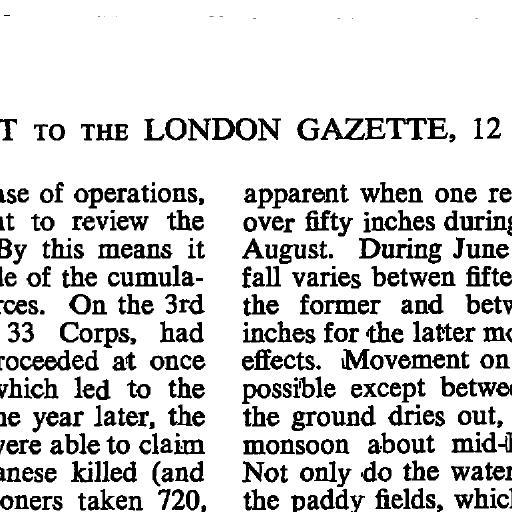 T TO THE LONDON GAZETTE, 12
ase of operations,
nt to review the
By this means it
le of the cumula-
rces. On the 3rd
33 Corps, had
roceeded at once
which led to the
ne year later, the
were able to claim
anese killed (and
oners taken 720,
apparent when one re
over fifty inches during
August. During June
fall varies betwen fifte
the former and betw
inches for the latter mo
effects. Movement on
possible except betwee
the ground dries out,
monsoon about mid-
Not only do the water
the paddy fields, whic